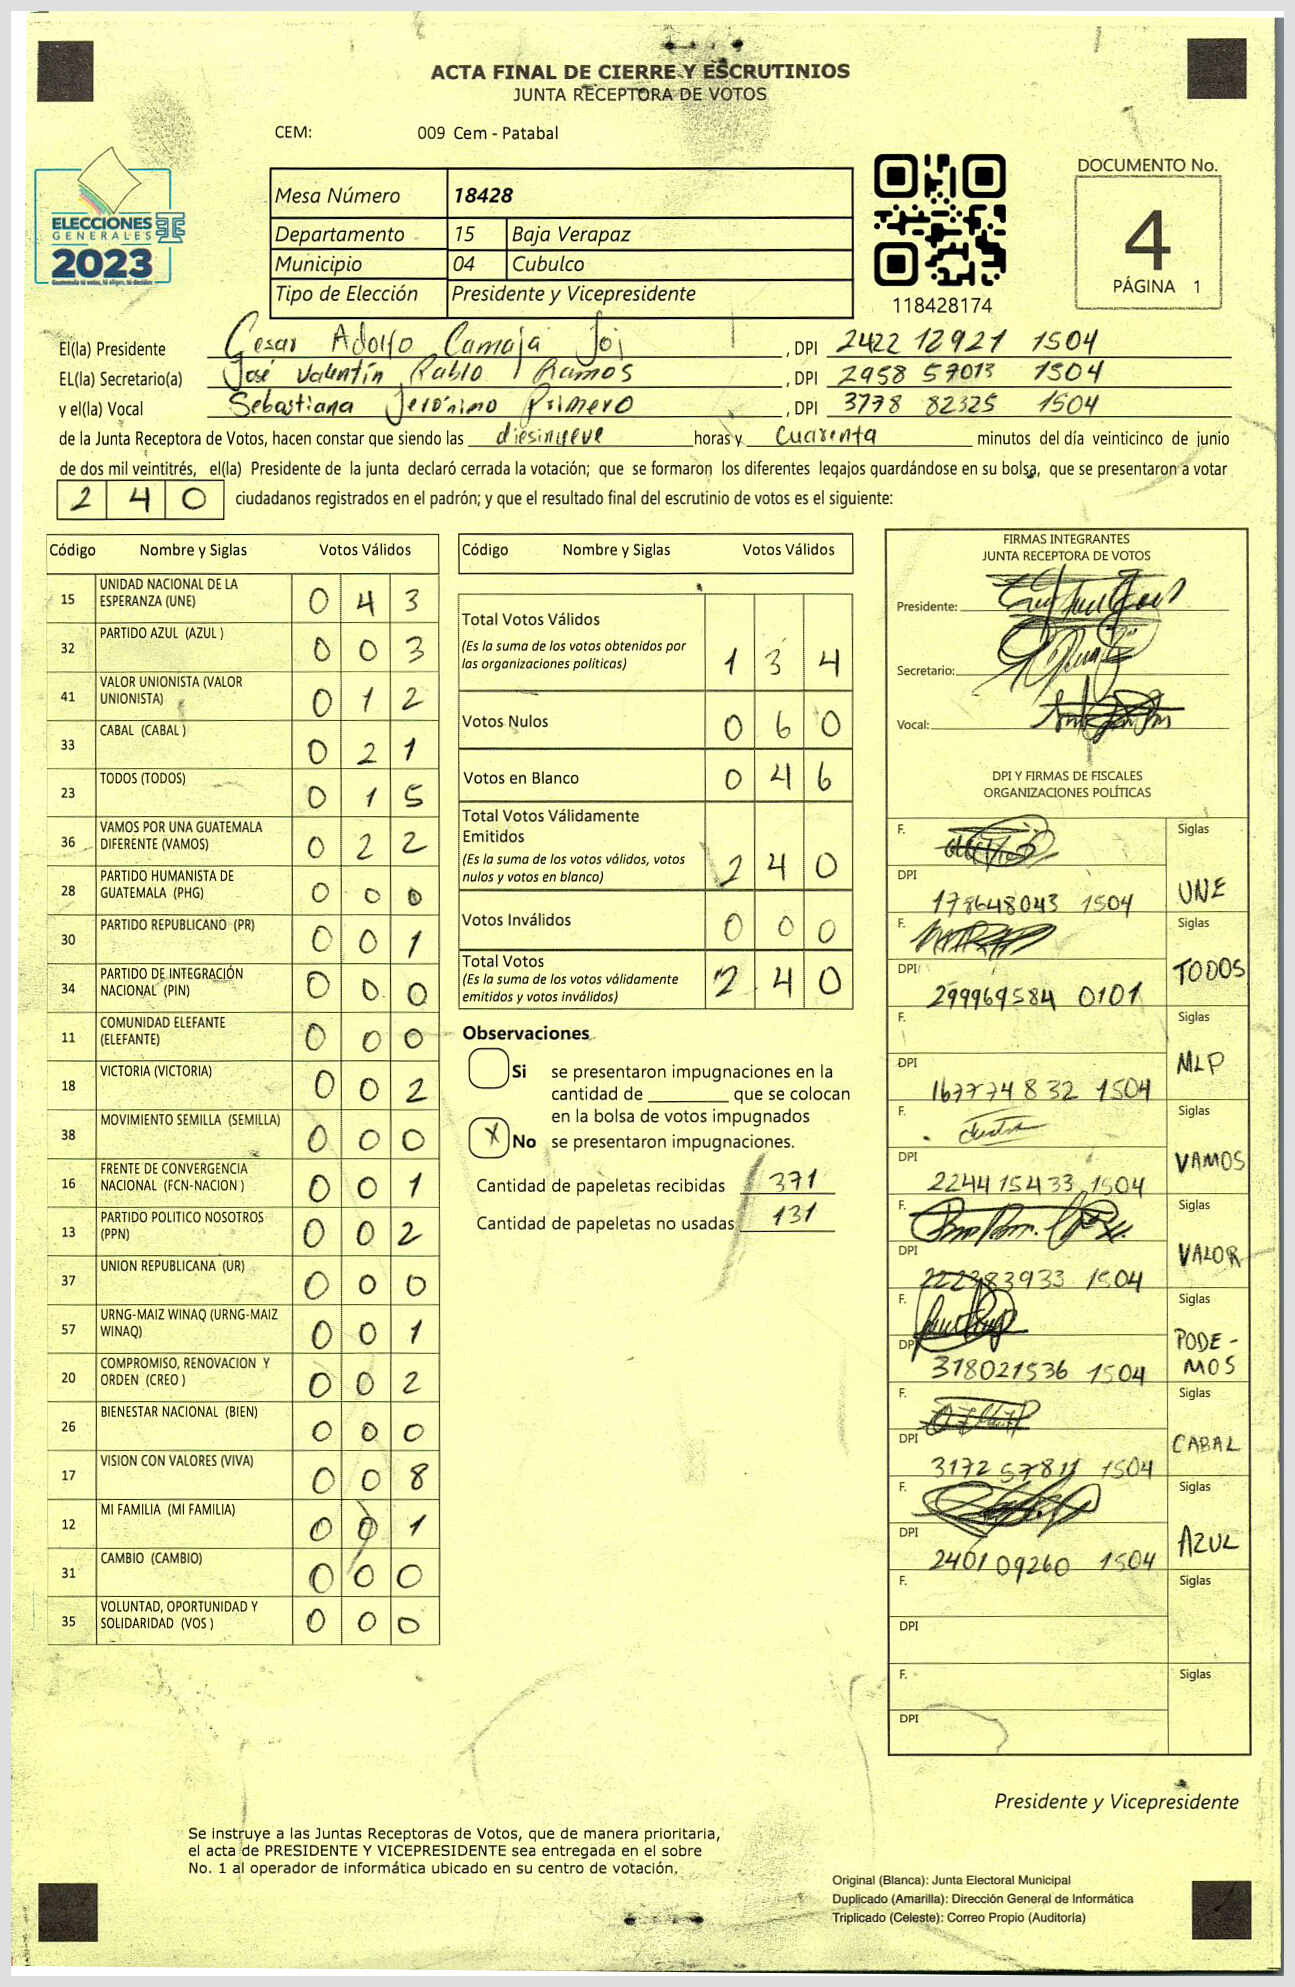 ACTA FINAL DE CIERRE Y ESCRUTINIOS
JUNTA RECEPTORA DE VOTOS
CEM: 009 Cem - Patabal
ELECCIONES
GENERALES
2023
Guatemala tú votas, tú eliges, tú decides
Mesa Número 18428
Departamento 15 Baja Verapaz
Municipio 04 Cubulco
Tipo de Elección Presidente y Vicepresidente
118428174
DOCUMENTO No.
4
PÁGINA 1
El(la) Presidente Cesar Adolfo Camaja Joj , DPI 2422 12921 1504
EL(la) Secretario(a) José Valentín Pablo Ramos , DPI 2958 57013 1504
y el(la) Vocal Sebastiana Jerónimo Primero , DPI 3778 82325 1504
de la Junta Receptora de Votos, hacen constar que siendo las diesinueve horas y cuarenta minutos del día veinticinco de junio
de dos mil veintitrés, el(la) Presidente de la junta declaró cerrada la votación; que se formaron los diferentes legajos guardándose en su bolsa, que se presentaron a votar
2 4 0 ciudadanos registrados en el padrón; y que el resultado final del escrutinio de votos es el siguiente:
Código Nombre y Siglas Votos Válidos
15 UNIDAD NACIONAL DE LA ESPERANZA (UNE) 0 4 3
32 PARTIDO AZUL (AZUL ) 0 0 3
41 VALOR UNIONISTA (VALOR UNIONISTA) 0 1 2
33 CABAL (CABAL ) 0 2 1
23 TODOS (TODOS) 0 1 5
36 VAMOS POR UNA GUATEMALA DIFERENTE (VAMOS) 0 2 2
28 PARTIDO HUMANISTA DE GUATEMALA (PHG) 0 0 0
30 PARTIDO REPUBLICANO (PR) 0 0 1
34 PARTIDO DE INTEGRACIÓN NACIONAL (PIN) 0 0 0
11 COMUNIDAD ELEFANTE (ELEFANTE) 0 0 0
18 VICTORIA (VICTORIA) 0 0 2
38 MOVIMIENTO SEMILLA (SEMILLA) 0 0 0
16 FRENTE DE CONVERGENCIA NACIONAL (FCN-NACION ) 0 0 1
13 PARTIDO POLITICO NOSOTROS (PPN) 0 0 2
37 UNION REPUBLICANA (UR) 0 0 0
57 URNG-MAIZ WINAQ (URNG-MAIZ WINAQ) 0 0 1
20 COMPROMISO, RENOVACION Y ORDEN (CREO ) 0 0 2
26 BIENESTAR NACIONAL (BIEN) 0 0 0
17 VISION CON VALORES (VIVA) 0 0 8
12 MI FAMILIA (MI FAMILIA) 0 0 1
31 CAMBIO (CAMBIO) 0 0 0
35 VOLUNTAD, OPORTUNIDAD Y SOLIDARIDAD (VOS ) 0 0 0
Código Nombre y Siglas Votos Válidos
Total Votos Válidos
(Es la suma de los votos obtenidos por las organizaciones políticas) 1 3 4
Votos Nulos 0 6 0
Votos en Blanco 0 4 6
Total Votos Válidamente Emitidos
(Es la suma de los votos válidos, votos nulos y votos en blanco) 2 4 0
Votos Inválidos 0 0 0
Total Votos
(Es la suma de los votos válidamente emitidos y votos inválidos) 2 4 0
Observaciones
Si se presentaron impugnaciones en la
cantidad de ________ que se colocan
en la bolsa de votos impugnados
X No se presentaron impugnaciones.
Cantidad de papeletas recibidas 371
Cantidad de papeletas no usadas 131
FIRMAS INTEGRANTES
JUNTA RECEPTORA DE VOTOS
Presidente:
Secretario:
Vocal:
DPI Y FIRMAS DE FISCALES
ORGANIZACIONES POLÍTICAS
F. Siglas
DPI 178648043 1504 UNE
F. Siglas
DPI 299969584 0101 TODOS
F. Siglas
DPI 167774832 1504 MLP
F. Siglas
DPI 224415433 1504 VAMOS
F. Siglas
DPI 222383933 1504 VALOR
F. Siglas
DPI 318021536 1504 PODE-
MOS
F. Siglas
DPI 3172 57811 1504 CABAL
F. Siglas
DPI 240109260 1504 AZUL
F. Siglas
DPI
F. Siglas
DPI
Presidente y Vicepresidente
Se instruye a las Juntas Receptoras de Votos, que de manera prioritaria,
el acta de PRESIDENTE Y VICEPRESIDENTE sea entregada en el sobre
No. 1 al operador de informática ubicado en su centro de votación.
Original (Blanca): Junta Electoral Municipal
Duplicado (Amarilla): Dirección General de Informática
Triplicado (Celeste): Correo Propio (Auditoría)